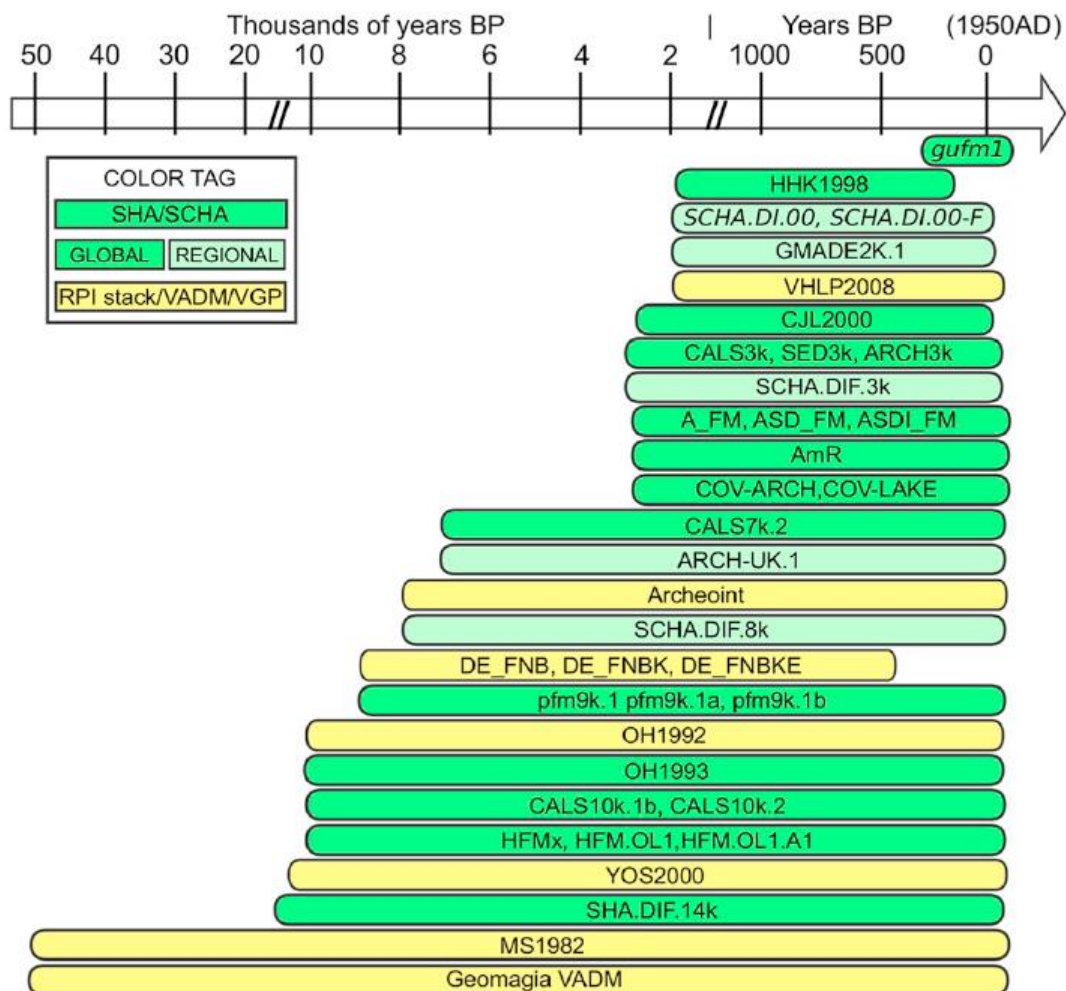 Thousands of years BP | Years BP (1950AD)
50 40 30 20 10 8 6 4 2 1000 500 0
gufm1
COLOR TAG
SHA/SCHA
GLOBAL REGIONAL
RPI stack/VADM/VGP
HHK1998
SCHA.DI.00, SCHA.DI.00-F
GMADE2K.1
VHLP2008
CJL2000
CALS3k, SED3k, ARCH3k
SCHA.DIF.3k
A_FM, ASD_FM, ASDI_FM
AmR
COV-ARCH,COV-LAKE
CALS7k.2
ARCH-UK.1
Archeoint
SCHA.DIF.8k
DE_FNB, DE_FNBK, DE_FNBKE
pfm9k.1 pfm9k.1a, pfm9k.1b
OH1992
OH1993
CALS10k.1b, CALS10k.2
HFMx, HFM.OL1,HFM.OL1.A1
YOS2000
SHA.DIF.14k
MS1982
Geomagia VADM